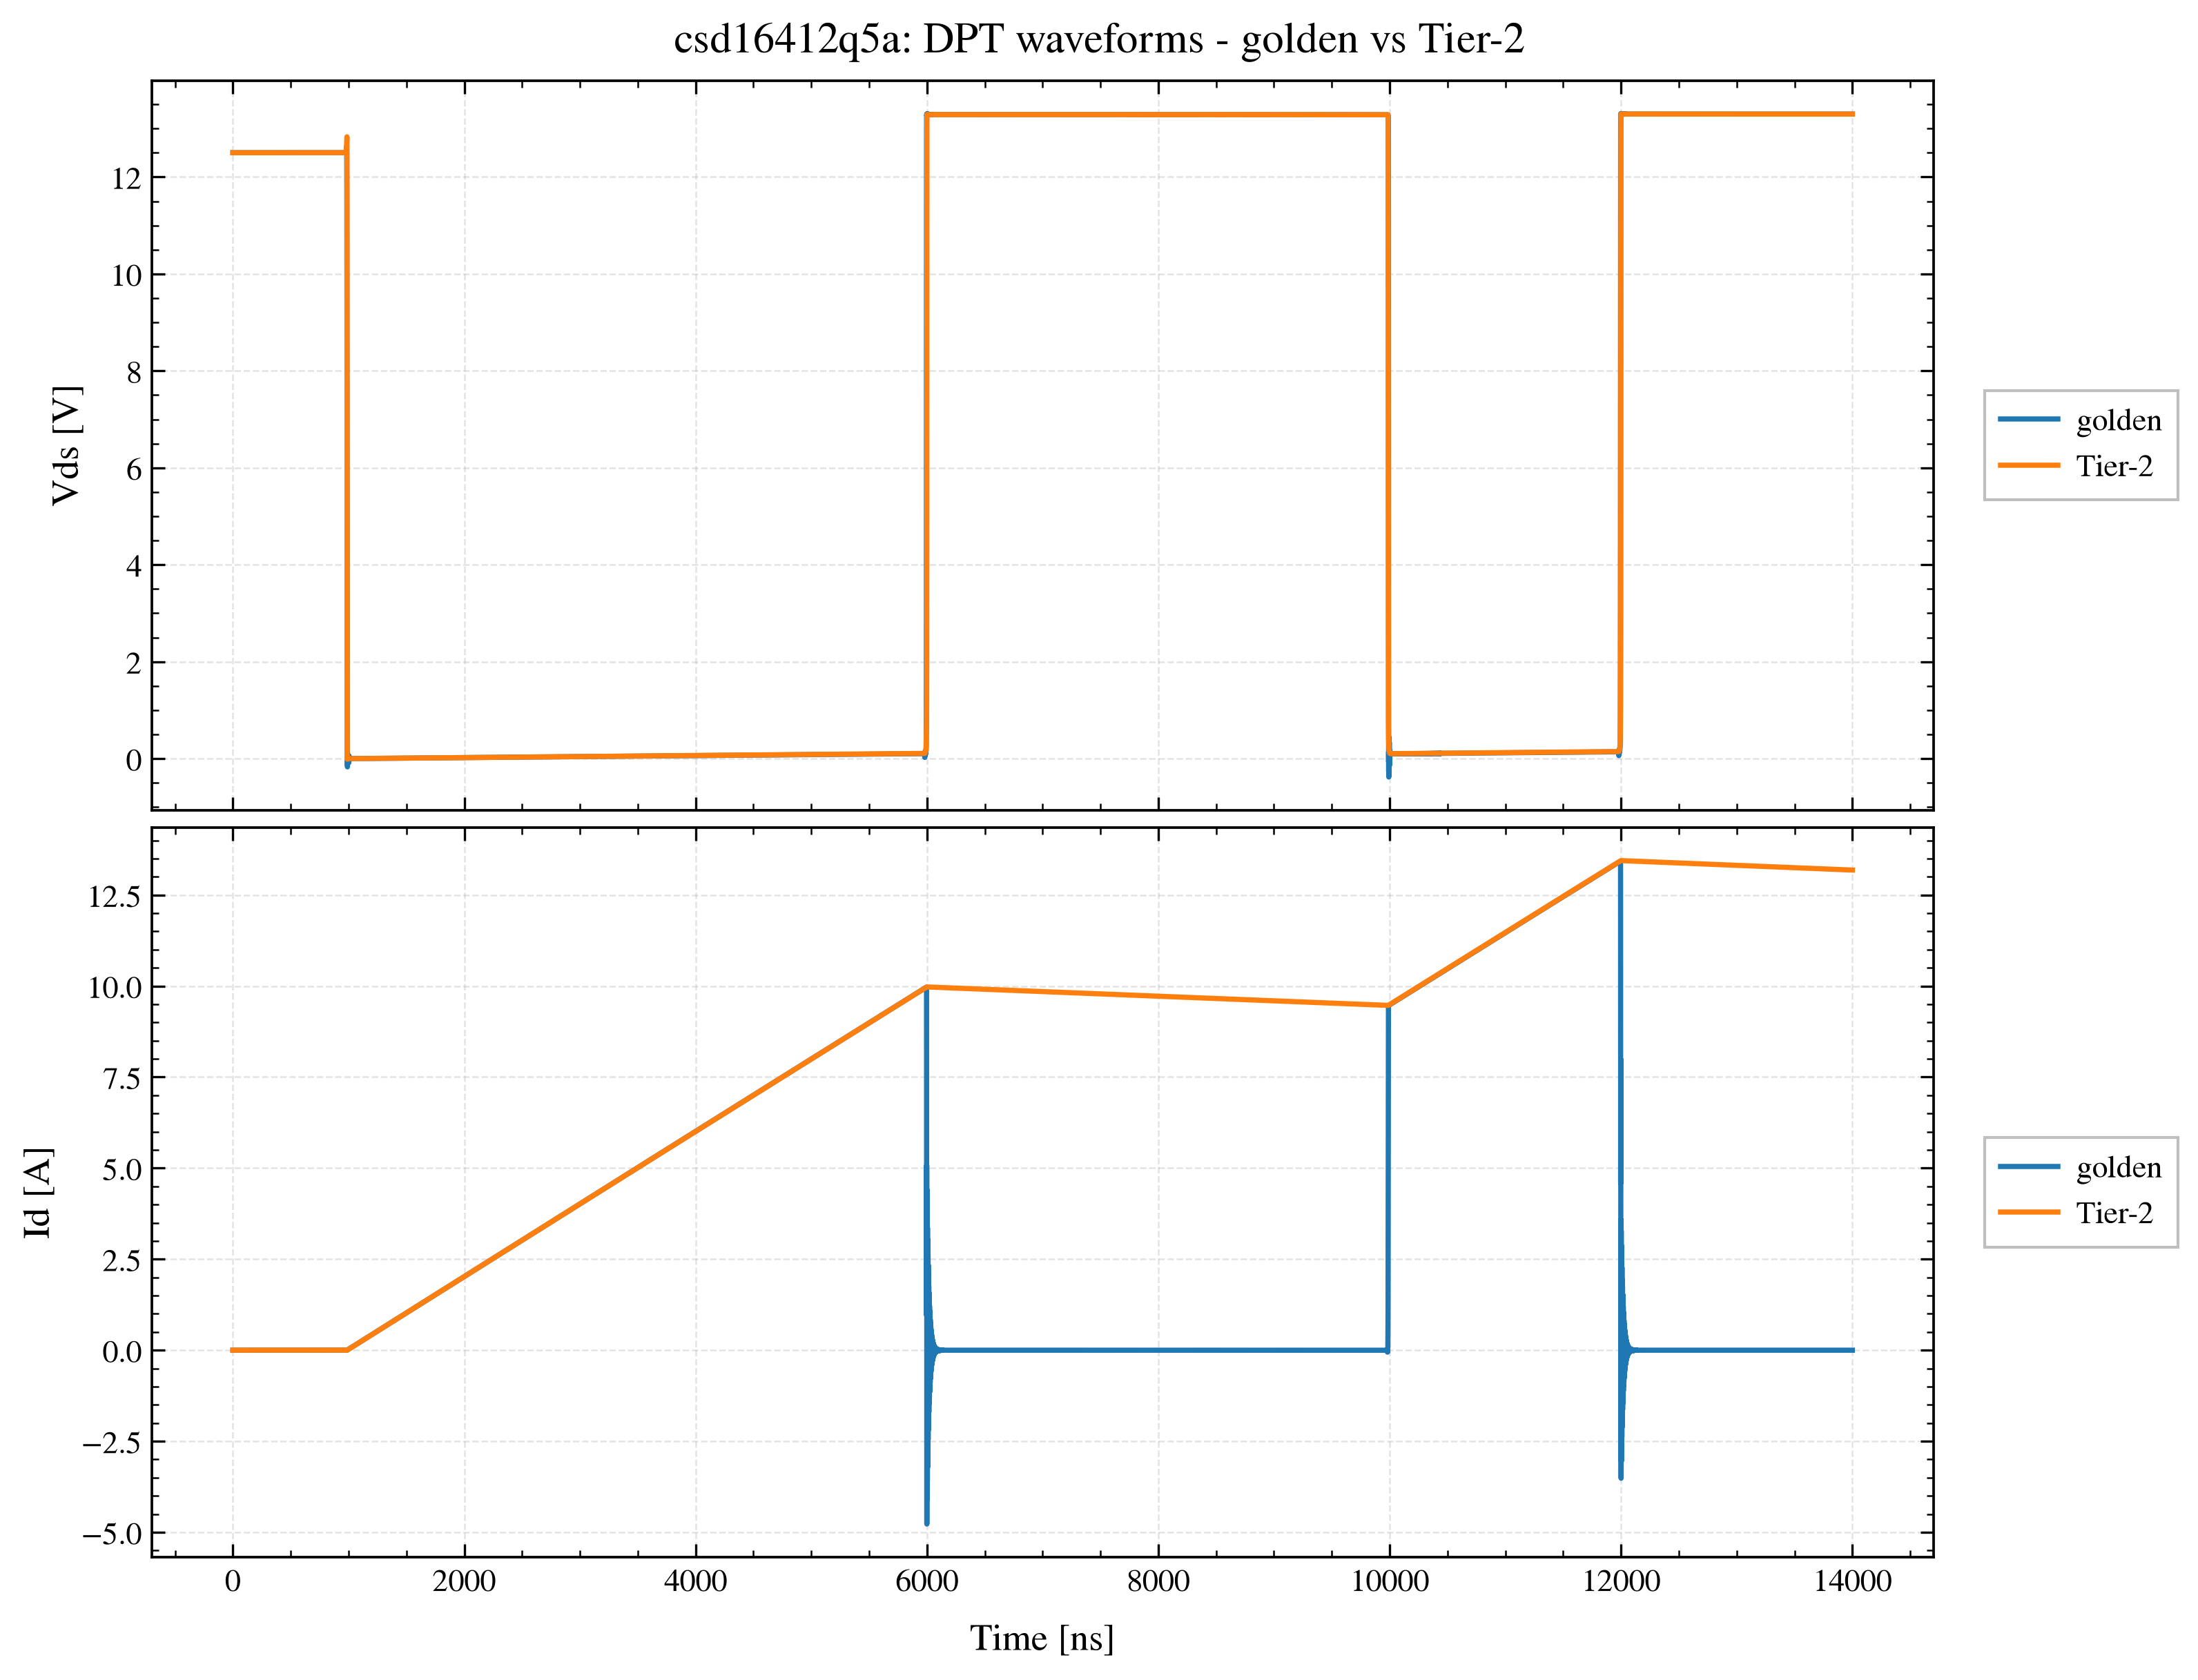 csd16412q5a: DPT waveforms - golden vs Tier-2
Vds [V]
12
10
8
6
4
2
0
golden
Tier-2
Id [A]
12.5
10.0
7.5
5.0
2.5
0.0
−2.5
−5.0
golden
Tier-2
0 2000 4000 6000 8000 10000 12000 14000
Time [ns]